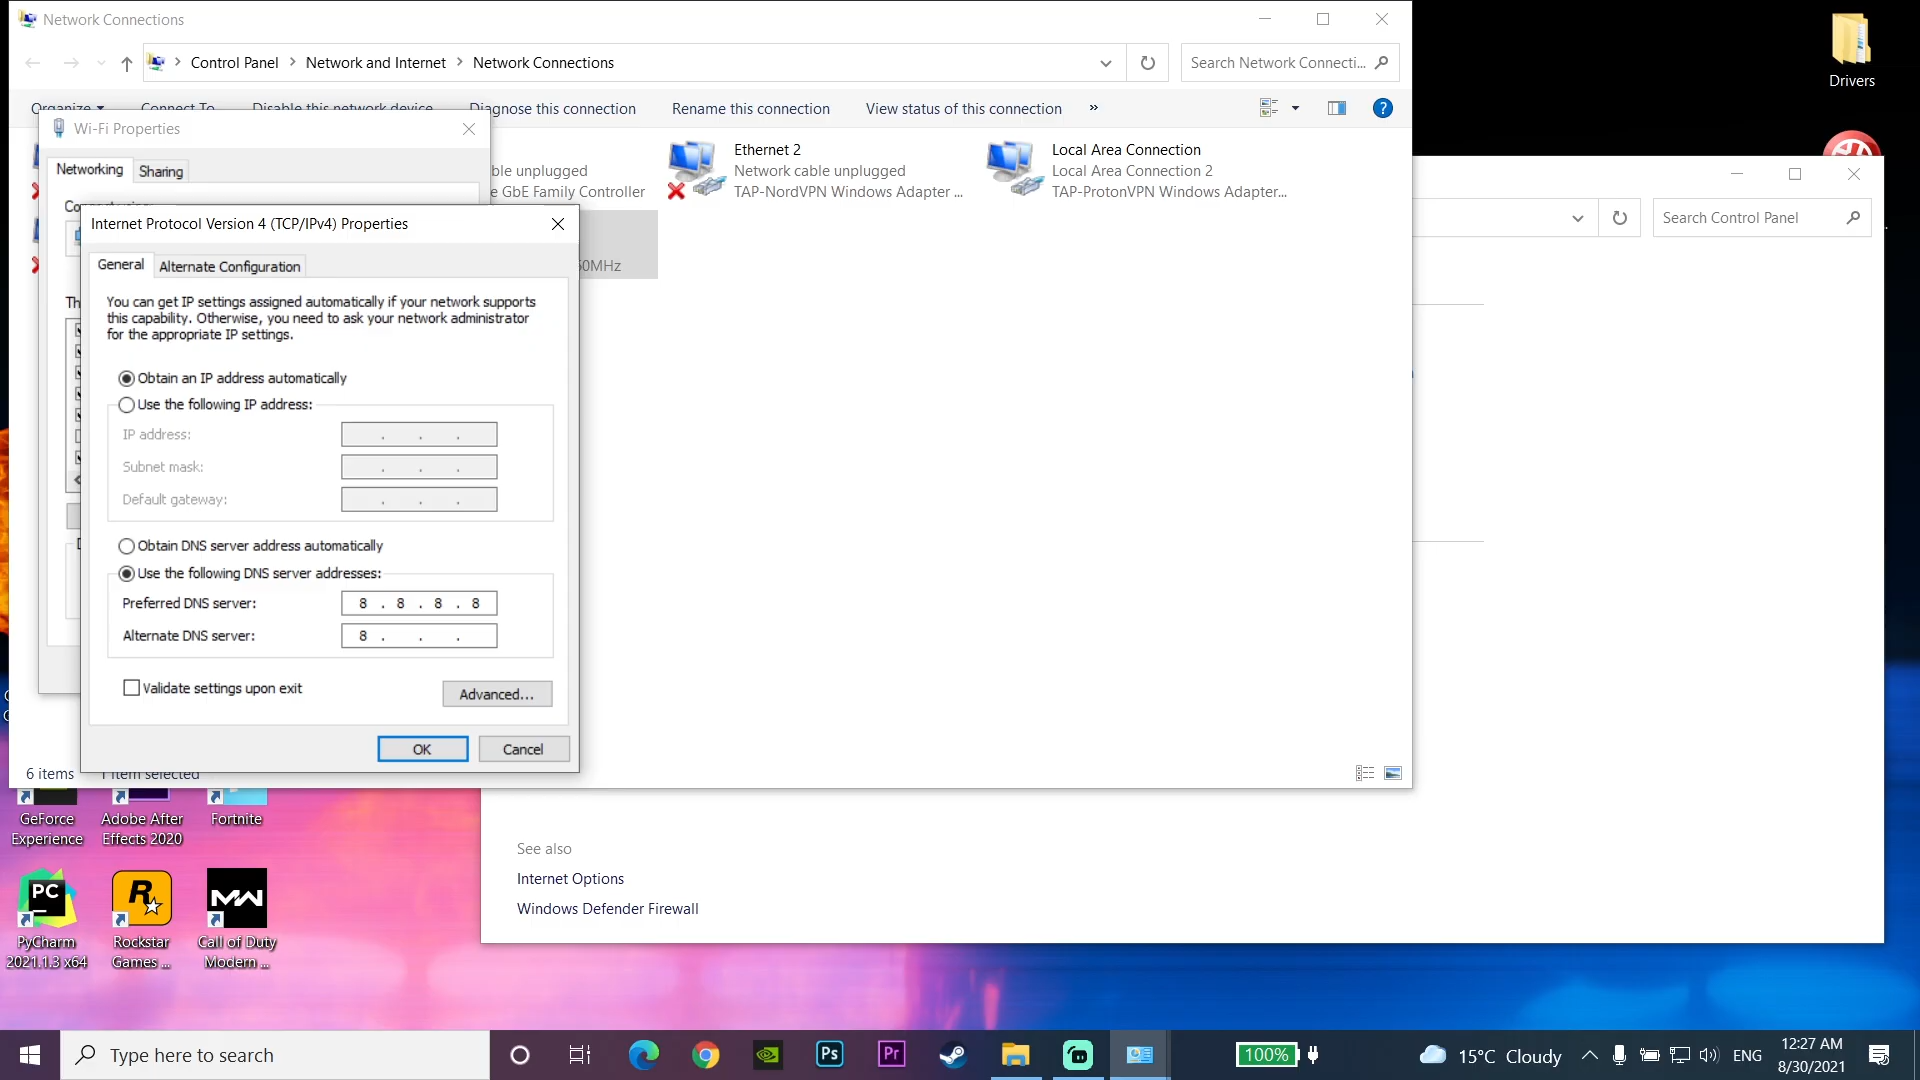 Network Connections
Control Panel
Network and Internet
Network Connections
Search Network Connecti...
Organize
Connect To
Disable this network device
Diagnose this connection
Rename this connection
View status of this connection
»
Wi-Fi Properties
Networking
Sharing
ble unplugged
e GbE Family Controller
Ethernet 2
Network cable unplugged
TAP-NordVPN Windows Adapter ...
Local Area Connection
Local Area Connection 2
TAP-ProtonVPN Windows Adapter...
Internet Protocol Version 4 (TCP/IPv4) Properties
General
Alternate Configuration
You can get IP settings assigned automatically if your network supports
this capability. Otherwise, you need to ask your network administrator
for the appropriate IP settings.
Obtain an IP address automatically
Use the following IP address:
IP address:
. . .
Subnet mask:
. . .
Default gateway:
. . .
Obtain DNS server address automatically
Use the following DNS server addresses:
Preferred DNS server:
8 . 8 . 8 . 8
Alternate DNS server:
8 . . .
Validate settings upon exit
Advanced...
OK
Cancel
6 items
1 item selected
Search Control Panel
See also
Internet Options
Windows Defender Firewall
Drivers
GeForce
Experience
Adobe After
Effects 2020
Fortnite
PC
PyCharm
2021.1.3 x64
R
Rockstar
Games ...
MW
Call of Duty
Modern ...
Type here to search
Ps
Pr
100%
15°C Cloudy
ENG
12:27 AM
8/30/2021